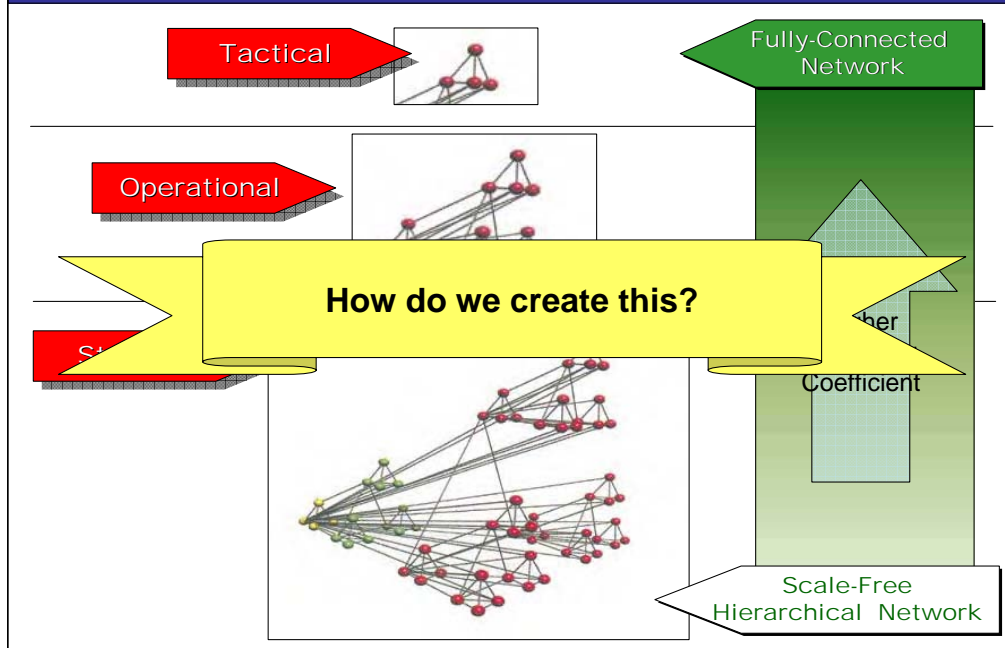 Tactical
Fully-Connected
Network
Operational
How do we create this?
Coefficient
Scale-Free
Hierarchical Network